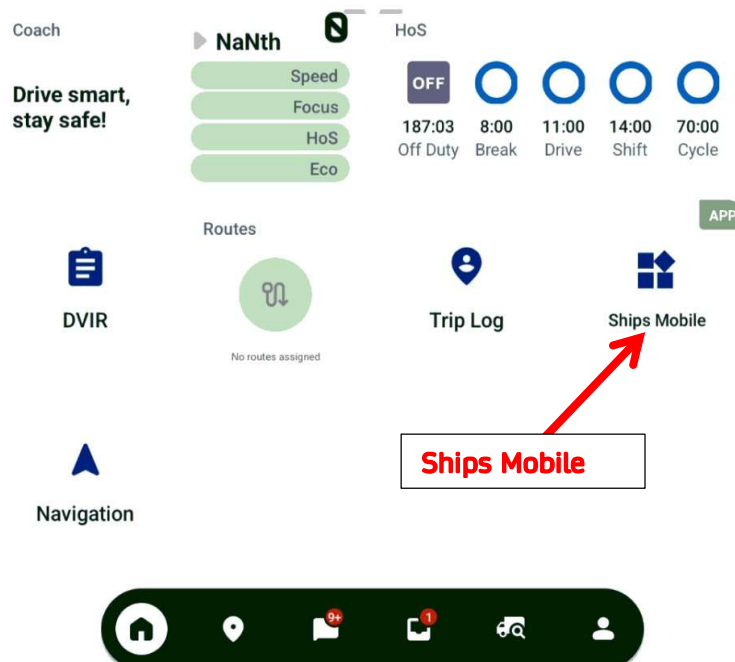 Coach
Drive smart,
stay safe!
NaNth
0
Speed
Focus
HoS
Eco
HoS
OFF
187:03
Off Duty
8:00
Break
11:00
Drive
14:00
Shift
70:00
Cycle
DVIR
Routes
No routes assigned
Trip Log
APP
Ships Mobile
Ships Mobile
Navigation
9+
1